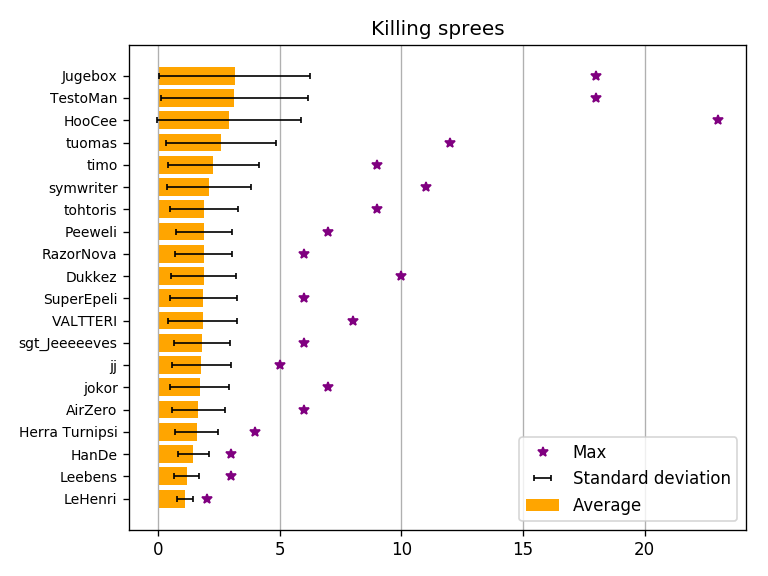 Killing sprees
Jugebox
TestoMan
HooCee
tuomas
timo
symwriter
tohtoris
Peeweli
RazorNova
Dukkez
SuperEpeli
VALTTERI
sgt_Jeeeeeves
jj
jokor
AirZero
Herra Turnipsi
HanDe
Leebens
LeHenri
Max
Standard deviation
Average
0 5 10 15 20